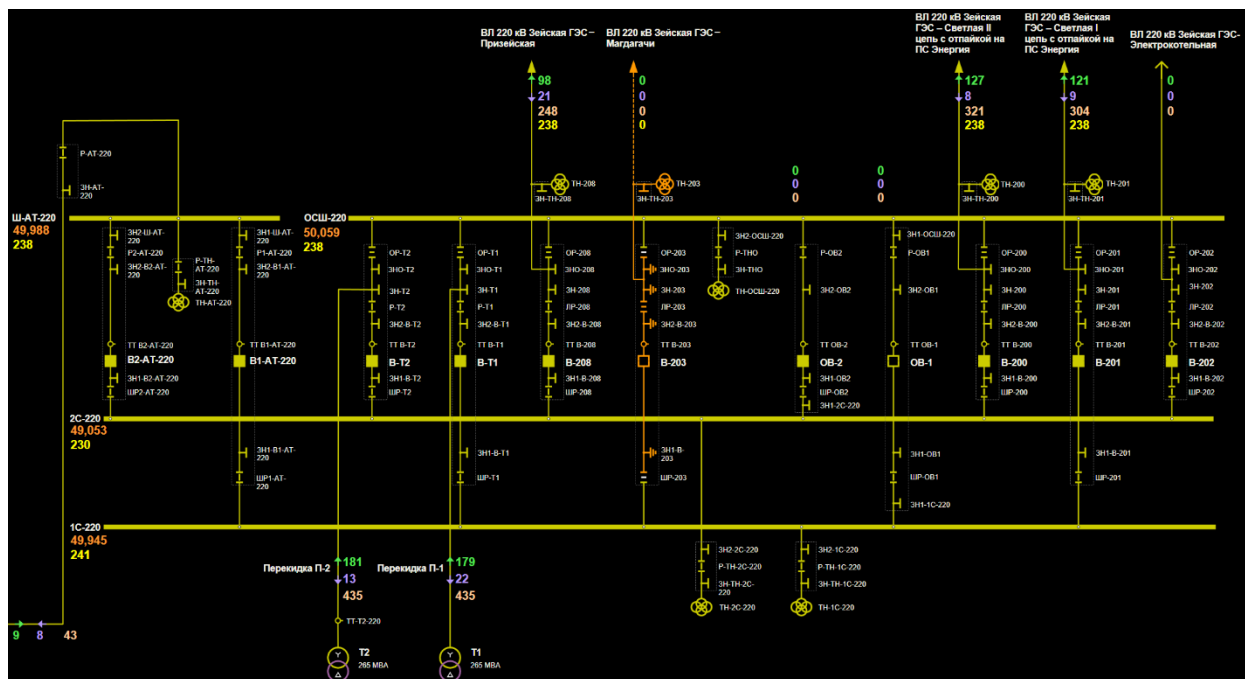 ВЛ 220 кВ Зейская ГЭС –
Призейская
ВЛ 220 кВ Зейская ГЭС –
Магдагачи
ВЛ 220 кВ Зейская
ГЭС – Светлая II
цепь с отпайкой на
ПС Энергия
ВЛ 220 кВ Зейская
ГЭС – Светлая I
цепь с отпайкой на
ПС Энергия
ВЛ 220 кВ Зейская ГЭС-
Электрокотельная
98
21
248
238
0
0
0
0
127
8
321
238
121
9
304
238
0
0
0
Р-АТ-220
ЗН-АТ-
220
ТН-208
ЗН-ТН-208
ТН-203
ЗН-ТН-203
0
0
0
0
0
0
ТН-200
ЗН-ТН-200
ТН-201
ЗН-ТН-201
Ш-АТ-220
49,988
238
ОСШ-220
50,059
238
ЗН2-Ш-АТ-
220
Р2-АТ-220
ЗН2-В2-АТ-
220
Р-ТН-
АТ-220
ЗН-ТН-
АТ-220
ТН-АТ-220
ЗН1-Ш-АТ-
220
Р1-АТ-220
ЗН2-В1-АТ-
220
ОР-Т2
ЗНО-Т2
ЗН-Т2
Р-Т2
ЗН2-В-Т2
ТТ В-Т2
В-Т2
ЗН1-В-Т2
ШР-Т2
ОР-Т1
ЗНО-Т1
ЗН-Т1
Р-Т1
ЗН2-В-Т1
ТТ В-Т1
В-Т1
ОР-208
ЗНО-208
ЗН-208
ЛР-208
ЗН2-В-208
ТТ В-208
В-208
ЗН1-В-208
ШР-208
ОР-203
ЗНО-203
ЗН-203
ЛР-203
ЗН2-В-203
ТТ В-203
В-203
ЗН2-ОСШ-220
Р-ТНО
ЗН-ТНО
ТН-ОСШ-220
Р-ОВ2
ЗН2-ОВ2
ТТ ОВ-2
ОВ-2
ЗН1-ОВ2
ШР-ОВ2
ЗН1-2С-220
ЗН1-ОСШ-220
Р-ОВ1
ЗН2-ОВ1
ТТ ОВ-1
ОВ-1
ОР-200
ЗНО-200
ЗН-200
ЛР-200
ЗН2-В-200
ТТ В-200
В-200
ЗН1-В-200
ШР-200
ОР-201
ЗНО-201
ЗН-201
ЛР-201
ЗН2-В-201
ТТ В-201
В-201
ОР-202
ЗНО-202
ЗН-202
ЛР-202
ЗН2-В-202
ТТ В-202
В-202
ЗН1-В-202
ШР-202
ТТ В2-АТ-220
В2-АТ-220
ЗН1-В2-АТ-220
ШР2-АТ-220
ТТ В1-АТ-220
В1-АТ-220
2С-220
49,053
230
ЗН1-В1-АТ-
220
ШР1-АТ-
220
ЗН1-В-Т1
ШР-Т1
ЗН1-В-
203
ШР-203
ЗН1-ОВ1
ШР-ОВ1
ЗН1-1С-220
ЗН1-В-201
ШР-201
1С-220
49,945
241
Перекидка П-2
181
13
435
Перекидка П-1
179
22
435
ЗН2-2С-220
Р-ТН-2С-220
ЗН-ТН-2С-
220
ТН-2С-220
ЗН2-1С-220
Р-ТН-1С-220
ЗН-ТН-1С-220
ТН-1С-220
ТТ-Т2-220
9 8 43
Т2
265 МВА
Т1
265 МВА